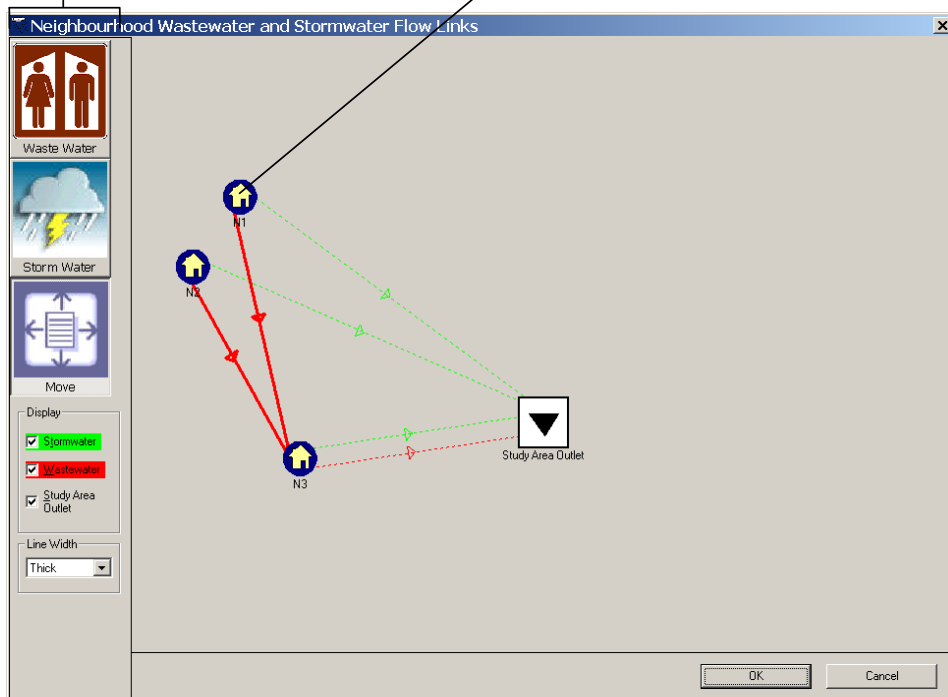 Neighbourhood Wastewater and Stormwater Flow Links
Waste Water
Storm Water
Move
Display
Stormwater
Wastewater
Study Area
Outlet
Line Width
Thick
N1
N2
N3
Study Area Outlet
OK
Cancel